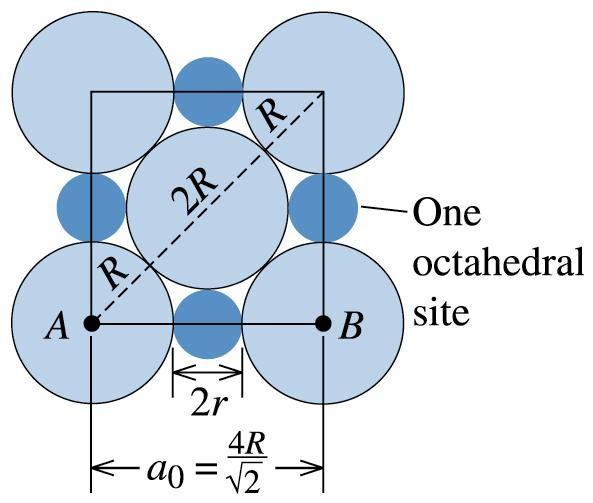 R
2R
R
One
octahedral
site
A
B
2r
a₀ = 4R/√2